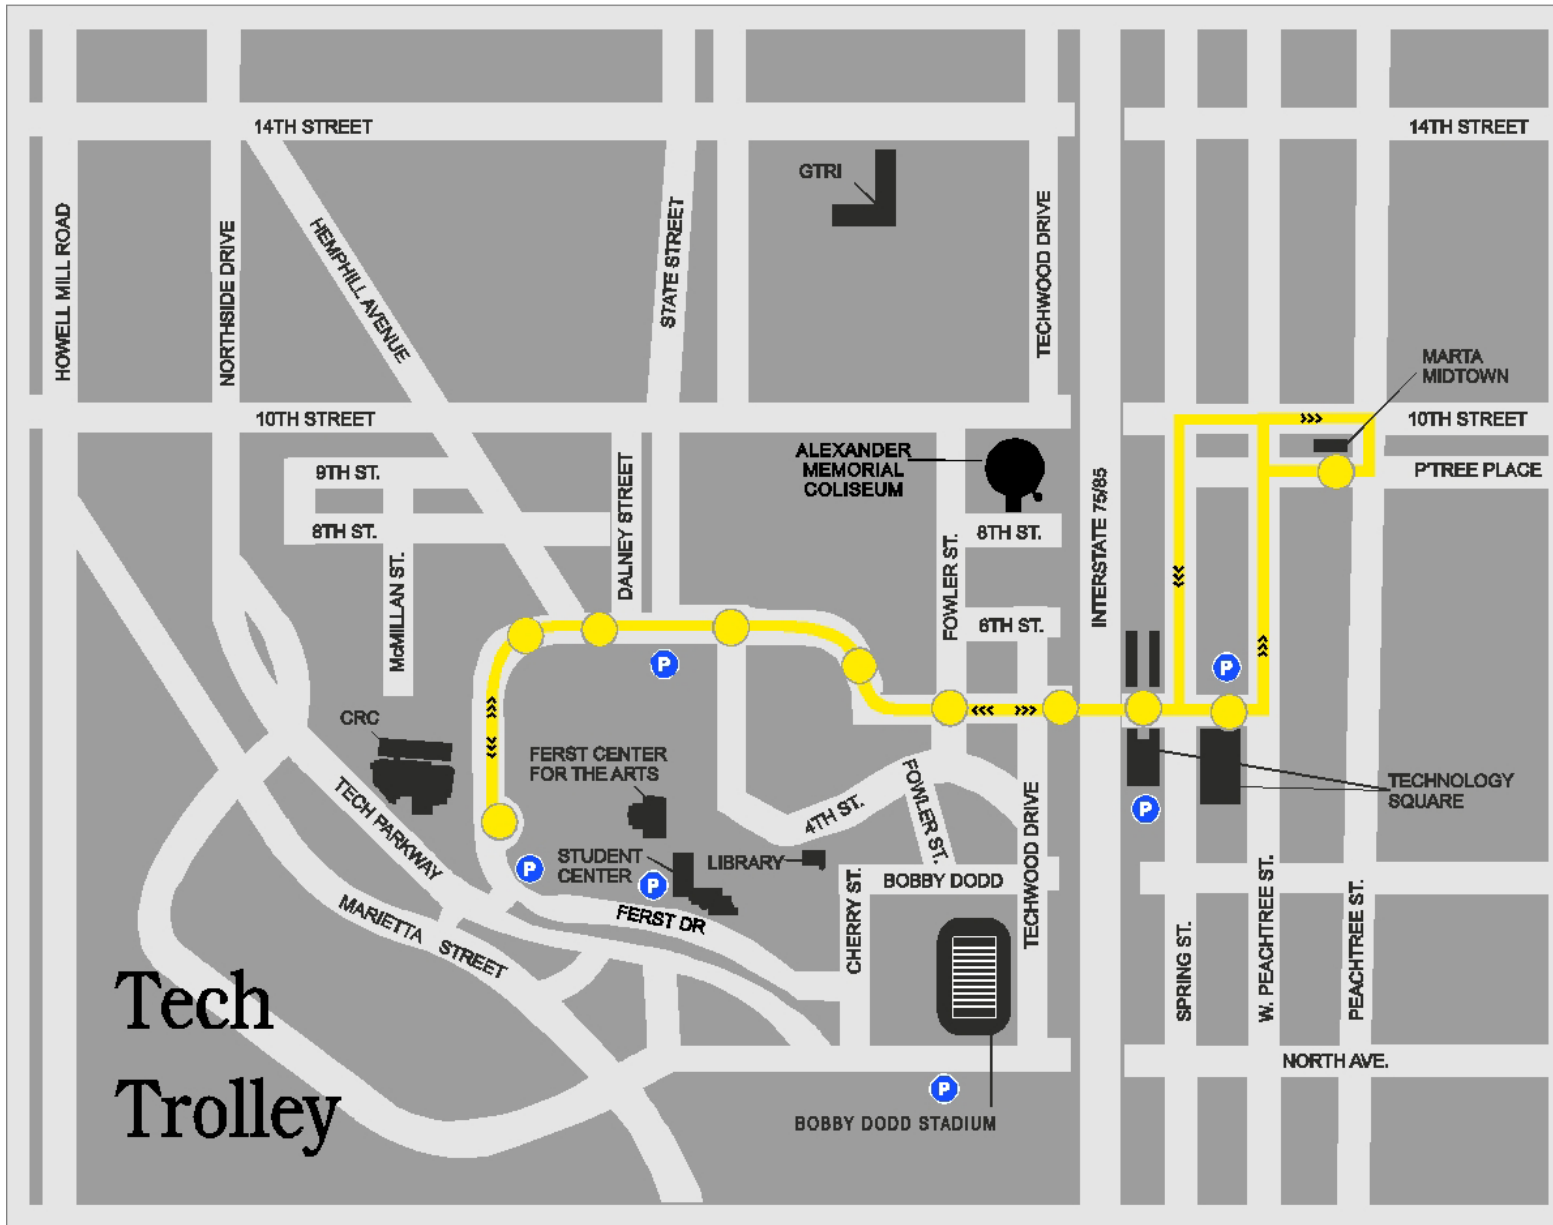 14TH STREET
14TH STREET
GTRI
HOWELL MILL ROAD
NORTHSIDE DRIVE
HEMPHILL AVENUE
STATE STREET
TECHWOOD DRIVE
MARTA
MIDTOWN
10TH STREET
10TH STREET
ALEXANDER
MEMORIAL
COLISEUM
9TH ST.
P'TREE PLACE
8TH ST.
8TH ST.
DALNEY STREET
McMILLAN ST.
FOWLER ST.
INTERSTATE 75/85
6TH ST.
P
P
CRC
FERST CENTER
FOR THE ARTS
TECH PARKWAY
4TH ST.
FOWLER ST.
TECHWOOD DRIVE
TECHNOLOGY
SQUARE
P
STUDENT
CENTER
LIBRARY
P
P
BOBBY DODD
MARIETTA STREET
FERST DR
CHERRY ST.
SPRING ST.
W. PEACHTREE ST.
PEACHTREE ST.
Tech
Trolley
NORTH AVE.
P
BOBBY DODD STADIUM